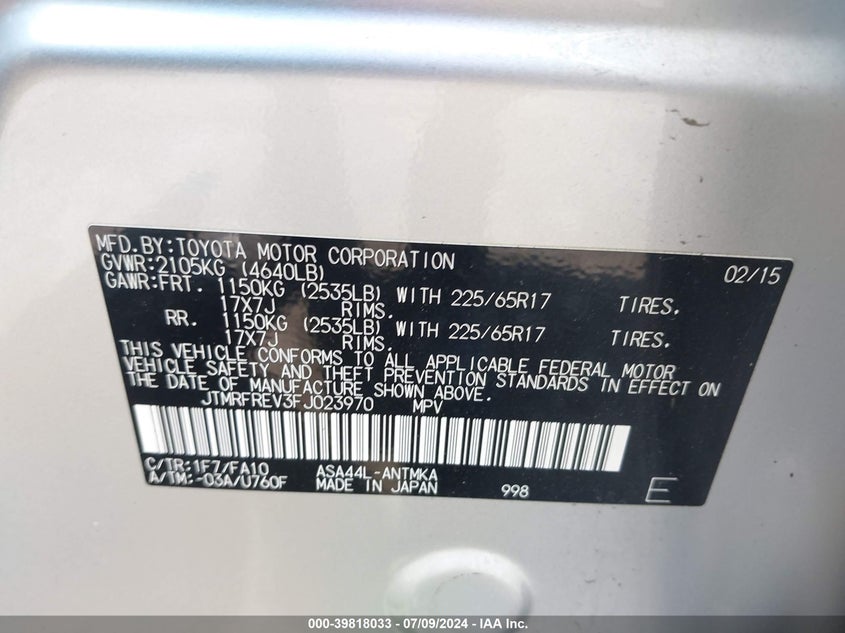 MFD.BY:TOYOTA MOTOR CORPORATION 02/15
GVWR:2105KG (4640LB)
GAWR:FRT. 1150KG (2535LB) WITH 225/65R17 TIRES.
17X7J RIMS.
RR. 1150KG (2535LB) WITH 225/65R17 TIRES.
17X7J RIMS.
THIS VEHICLE CONFORMS TO ALL APPLICABLE FEDERAL MOTOR
VEHICLE SAFETY AND THEFT PREVENTION STANDARDS IN EFFECT ON
THE DATE OF MANUFACTURE SHOWN ABOVE.
JTMRFREV3FJ023970 MPV
C/TR:1F7/FA10 ASA44L-ANTMKA
A/TM:-03A/U760F MADE IN JAPAN 998 E
000-39818033 - 07/09/2024 - IAA Inc.